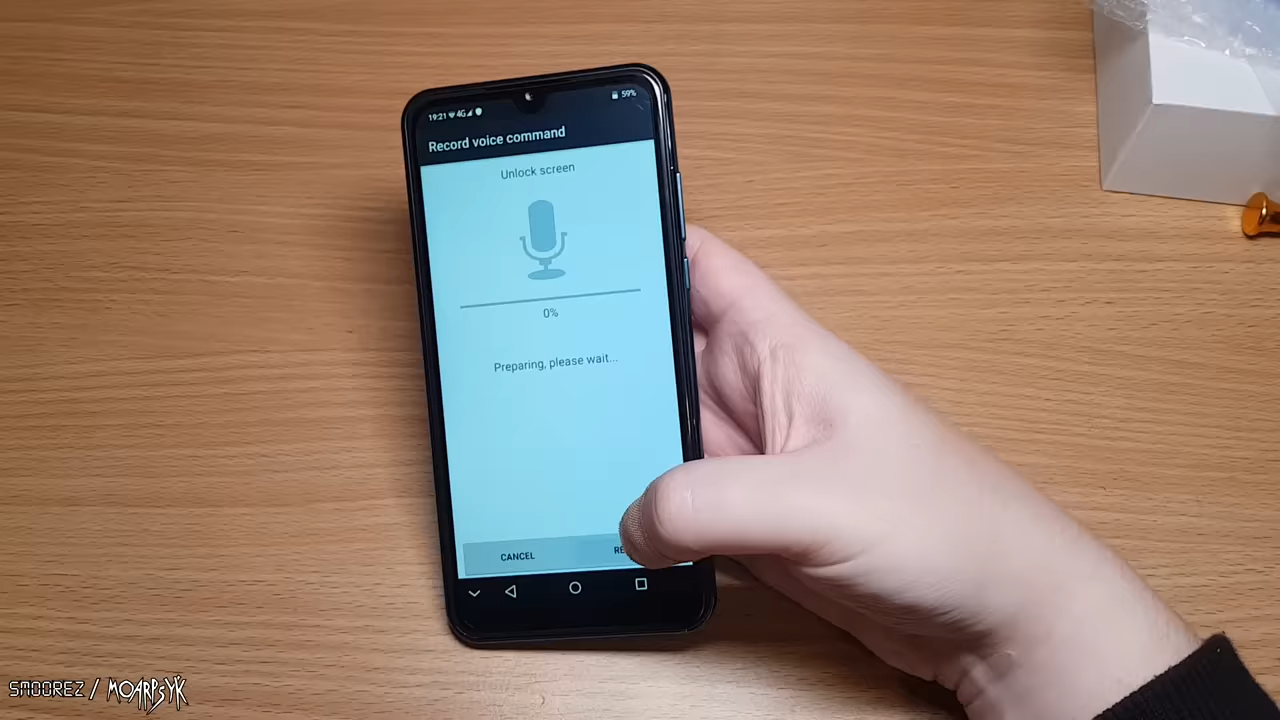 19:21 4G 59%
Record voice command
Unlock screen
0%
Preparing, please wait...
CANCEL
SMOOREZ / MOARPSYK